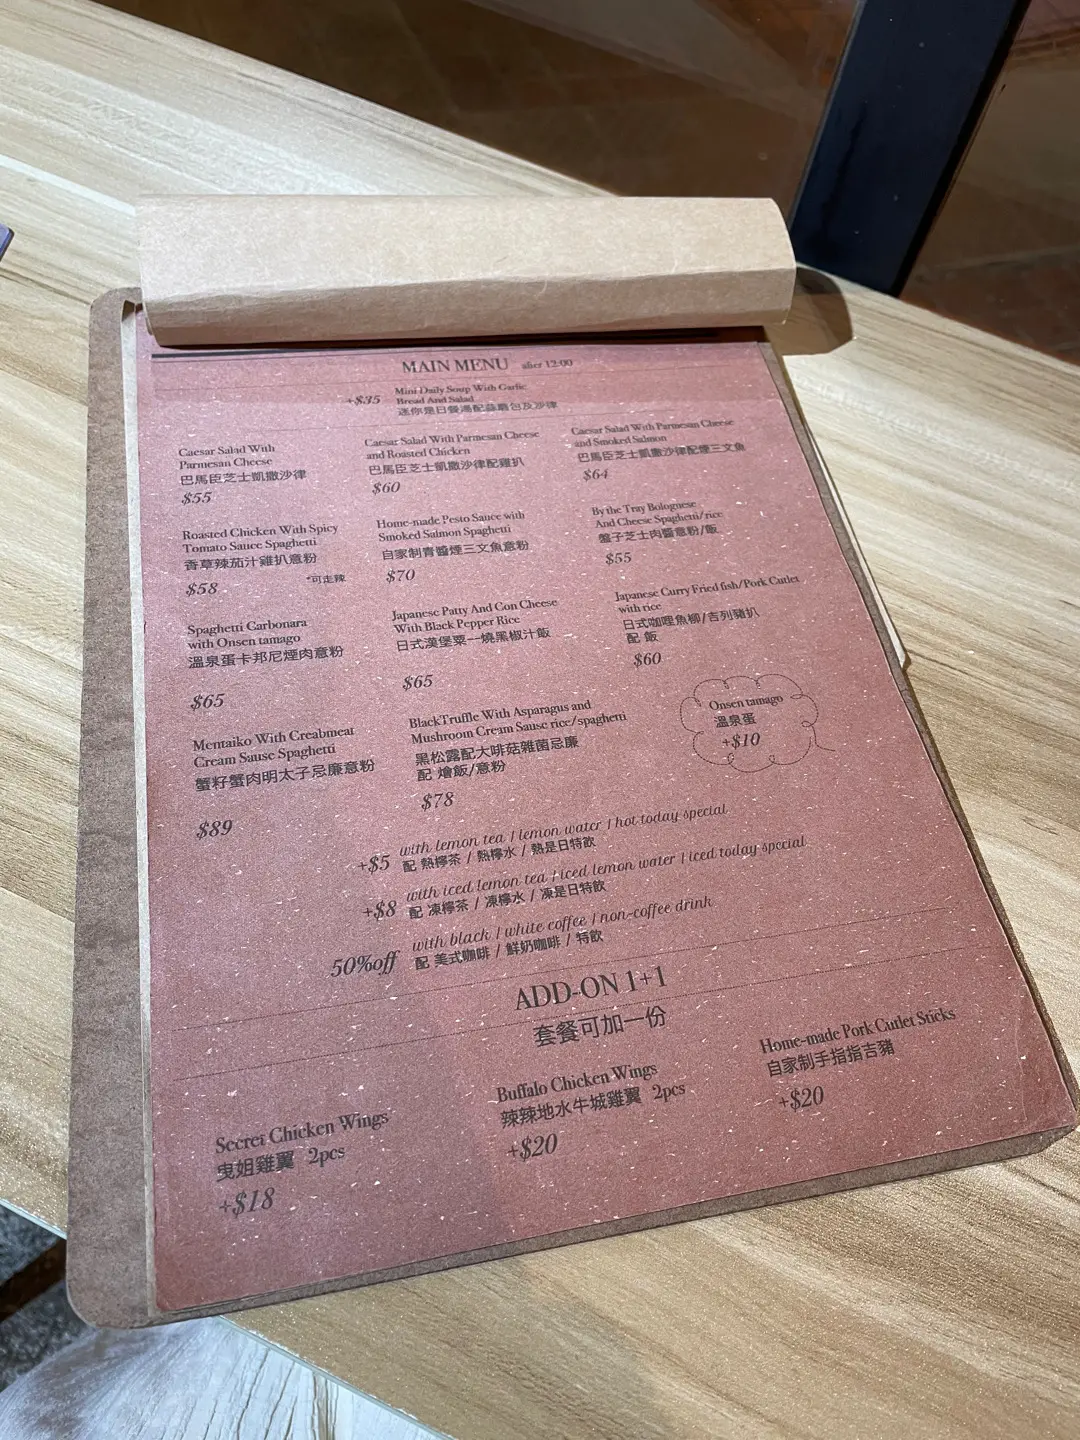 MAIN MENU after 12:00
+$35
Mini Daily Soup With Garlic
Bread And Salad
迷你是日餐湯配蒜蓉包及沙律
Caesar Salad With
Parmesan Cheese
巴馬臣芝士凱撒沙律
$55
Caesar Salad With Parmesan Cheese
and Roasted Chicken
巴馬臣芝士凱撒沙律配雞扒
$60
Caesar Salad With Parmesan Cheese
and Smoked Salmon
巴馬臣芝士凱撒沙律配煙三文魚
$64
Roasted Chicken With Spicy
Tomato Sauce Spaghetti
香草辣茄汁雞扒意粉
$58
*可走辣
Home-made Pesto Sauce with
Smoked Salmon Spaghetti
自家制青醬煙三文魚意粉
$70
By the Tray Bolognese
And Cheese Spaghetti/rice
盤子芝士肉醬意粉/飯
$55
Spaghetti Carbonara
with Onsen tamago
溫泉蛋卡邦尼煙肉意粉
$65
Japanese Patty And Con Cheese
With Black Pepper Rice
日式漢堡粟一燒黑椒汁飯
$65
Japanese Curry Fried fish/Pork Cutlet
with rice
日式咖哩魚柳/吉列豬扒
配 飯
$60
Mentaiko With Creabmeat
Cream Sause Spaghetti
蟹籽蟹肉明太子忌廉意粉
$89
BlackTruffle With Asparagus and
Mushroom Cream Sause rice/spaghetti
黑松露配大啡菇雜菌忌廉
配 燴飯/意粉
$78
Onsen tamago
溫泉蛋
+$10
+$5 with lemon tea / lemon water / hot today special
配 熱檸茶 / 熱檸水 / 熱是日特飲
+$8 with iced lemon tea / iced lemon water / iced today special
配 凍檸茶 / 凍檸水 / 凍是日特飲
50%off with black / white coffee / non-coffee drink
配 美式咖啡 / 鮮奶咖啡 / 特飲
ADD-ON 1+1
套餐可加一份
Secret Chicken Wings
曳姐雞翼 2pcs
+$18
Buffalo Chicken Wings
辣辣地水牛城雞翼 2pcs
+$20
Home-made Pork Cutlet Sticks
自家制手指指吉豬
+$20